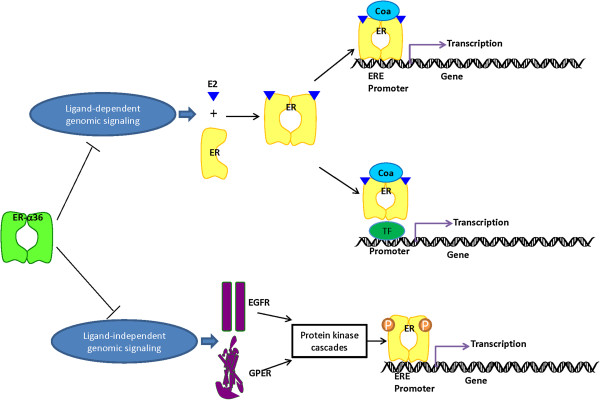 Coa
ER
Transcription
ERE
Promoter
Gene
E2
+
ER
Ligand-dependent
genomic signaling
ER
Coa
ER
TF
Promoter
Transcription
Gene
ER-α36
Ligand-independent
genomic signaling
EGFR
GPER
Protein kinase
cascades
P
ER
P
Transcription
ERE
Promoter
Gene